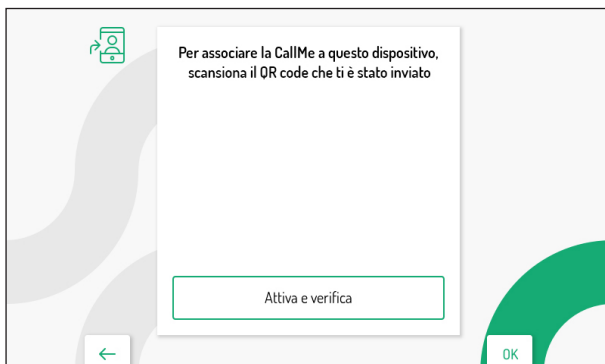 Per associare la CallMe a questo dispositivo,
scansiona il QR code che ti è stato inviato
Attiva e verifica
OK